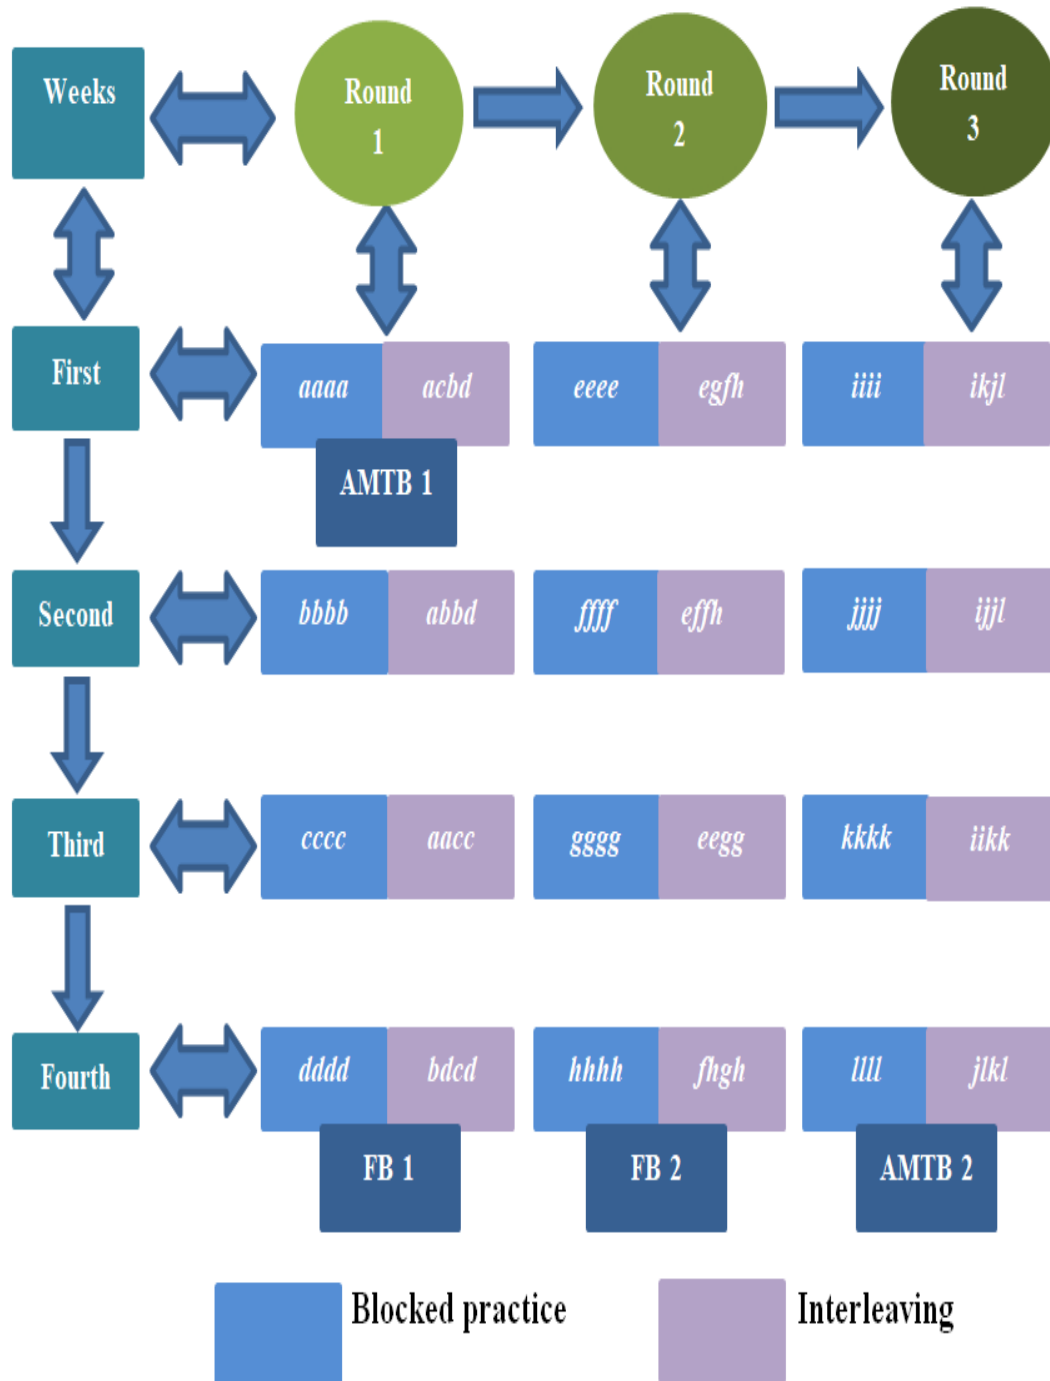 Weeks
Round
1
Round
2
Round
3
First
aaaa
acbd
eeee
egfh
iiii
ikjl
AMTB 1
Second
bbbb
abbd
ffff
effh
jjjj
ijjl
Third
cccc
aacc
gggg
eegg
kkkk
iikk
Fourth
dddd
bdcd
hhhh
fhgh
llll
jlkl
FB 1
FB 2
AMTB 2
Blocked practice
Interleaving